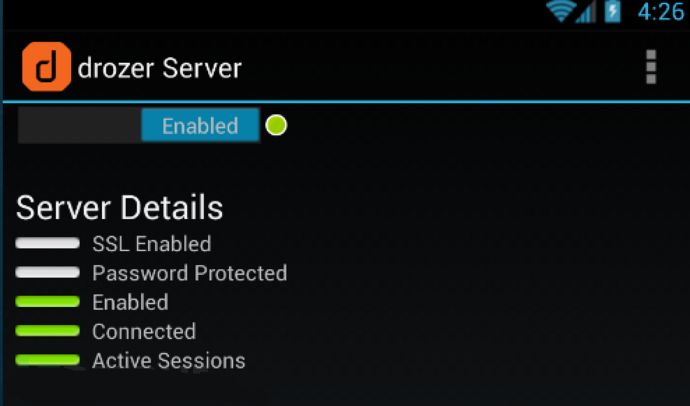 4:26
d drozer Server
Enabled
Server Details
SSL Enabled
Password Protected
Enabled
Connected
Active Sessions